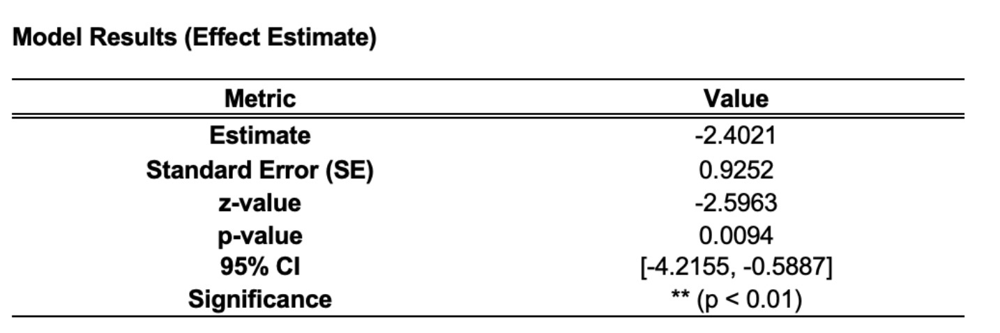 Model Results (Effect Estimate)
Metric Value
Estimate -2.4021
Standard Error (SE) 0.9252
z-value -2.5963
p-value 0.0094
95% CI [-4.2155, -0.5887]
Significance ** (p < 0.01)